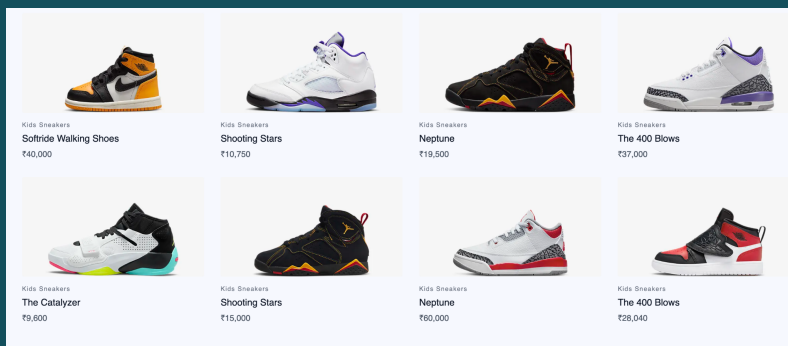 Kids Sneakers
Softride Walking Shoes
₹40,000
Kids Sneakers
Shooting Stars
₹10,750
Kids Sneakers
Neptune
₹19,500
Kids Sneakers
The 400 Blows
₹37,000
Kids Sneakers
The Catalyzer
₹9,600
Kids Sneakers
Shooting Stars
₹15,000
Kids Sneakers
Neptune
₹60,000
Kids Sneakers
The 400 Blows
₹28,040